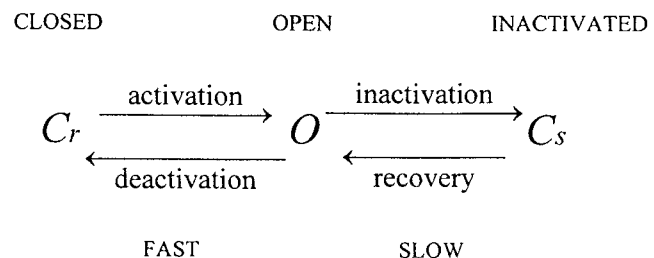 CLOSED OPEN INACTIVATED
activation inactivation
Cr O Cs
deactivation recovery
FAST SLOW